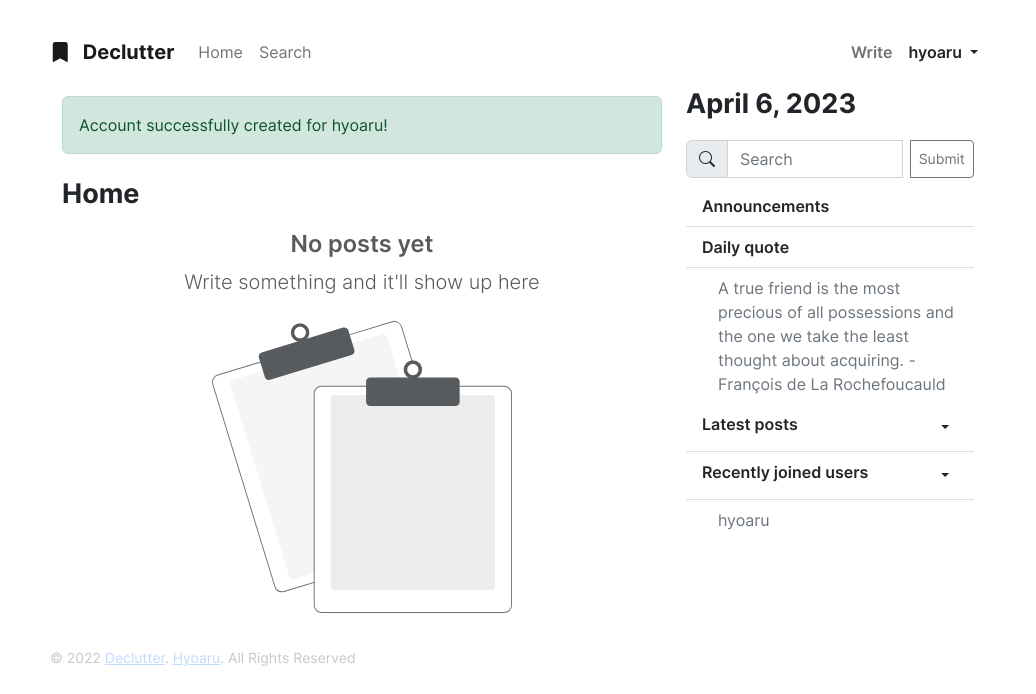 Declutter Home Search Write hyoaru
Account successfully created for hyoaru!
Home
No posts yet
Write something and it'll show up here
April 6, 2023
Search Submit
Announcements
Daily quote
A true friend is the most
precious of all possessions and
the one we take the least
thought about acquiring. -
François de La Rochefoucauld
Latest posts
Recently joined users
hyoaru
© 2022 Declutter. Hyoaru. All Rights Reserved